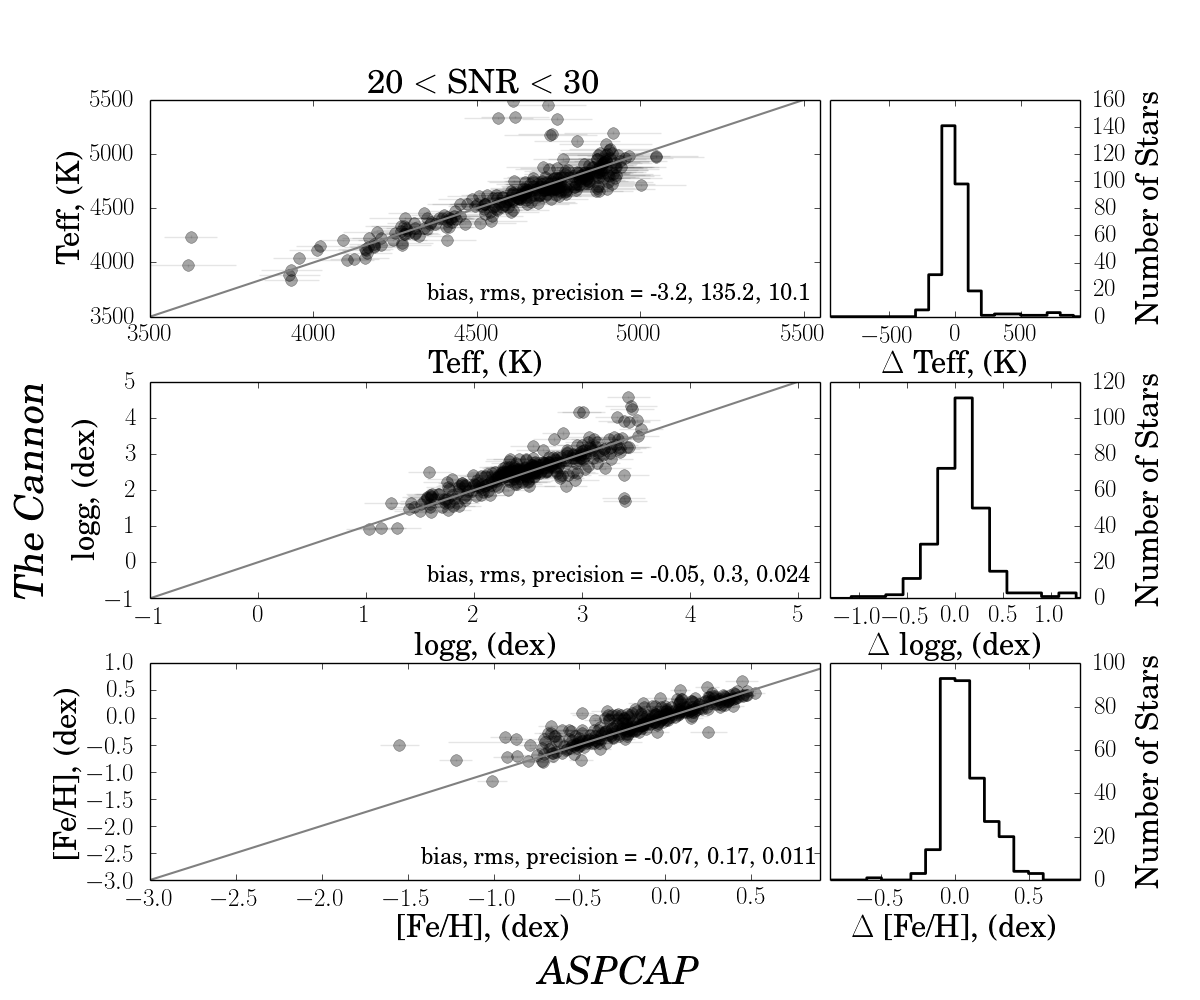 20 < SNR < 30
5500
5000
4500
4000
3500
Teff, (K)
bias, rms, precision = -3.2, 135.2, 10.1
3500 4000 4500 5000 5500
Teff, (K)
160
140
120
100
80
60
40
20
0
Number of Stars
−500 0 500
Δ Teff, (K)
The Cannon
5
4
3
2
1
0
−1
logg, (dex)
bias, rms, precision = -0.05, 0.3, 0.024
−1 0 1 2 3 4 5
logg, (dex)
120
100
80
60
40
20
0
Number of Stars
−1.0 −0.5 0.0 0.5 1.0
Δ logg, (dex)
1.0
0.5
0.0
−0.5
−1.0
−1.5
−2.0
−2.5
−3.0
[Fe/H], (dex)
bias, rms, precision = -0.07, 0.17, 0.011
−3.0 −2.5 −2.0 −1.5 −1.0 −0.5 0.0 0.5
[Fe/H], (dex)
100
80
60
40
20
0
Number of Stars
−0.5 0.0 0.5
Δ [Fe/H], (dex)
ASPCAP